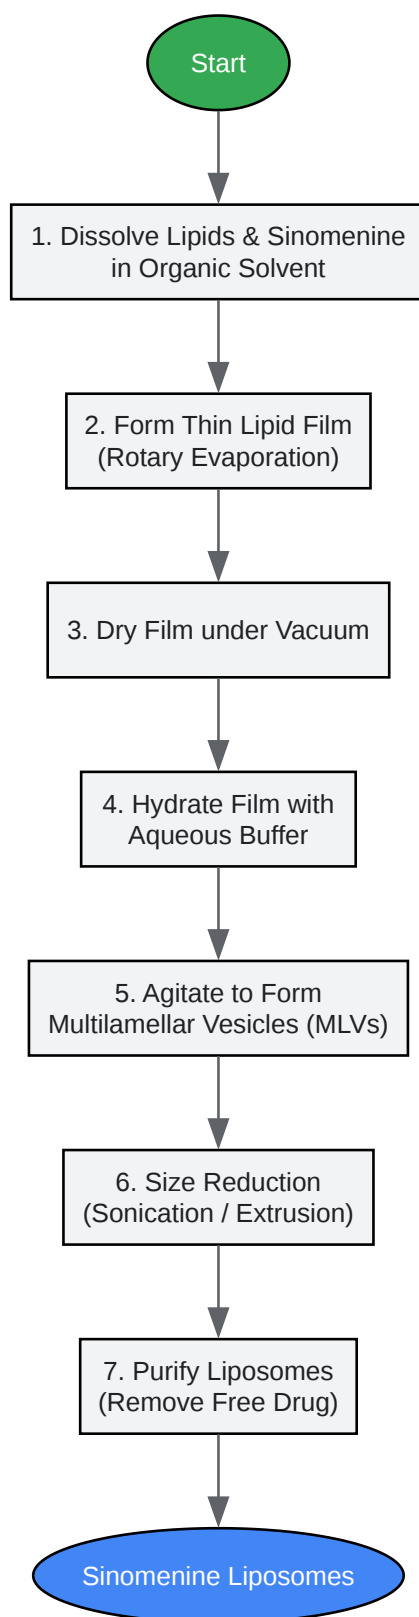 Start
1. Dissolve Lipids & Sinomenine
in Organic Solvent
2. Form Thin Lipid Film
(Rotary Evaporation)
3. Dry Film under Vacuum
4. Hydrate Film with
Aqueous Buffer
5. Agitate to Form
Multilamellar Vesicles (MLVs)
6. Size Reduction
(Sonication / Extrusion)
7. Purify Liposomes
(Remove Free Drug)
Sinomenine Liposomes